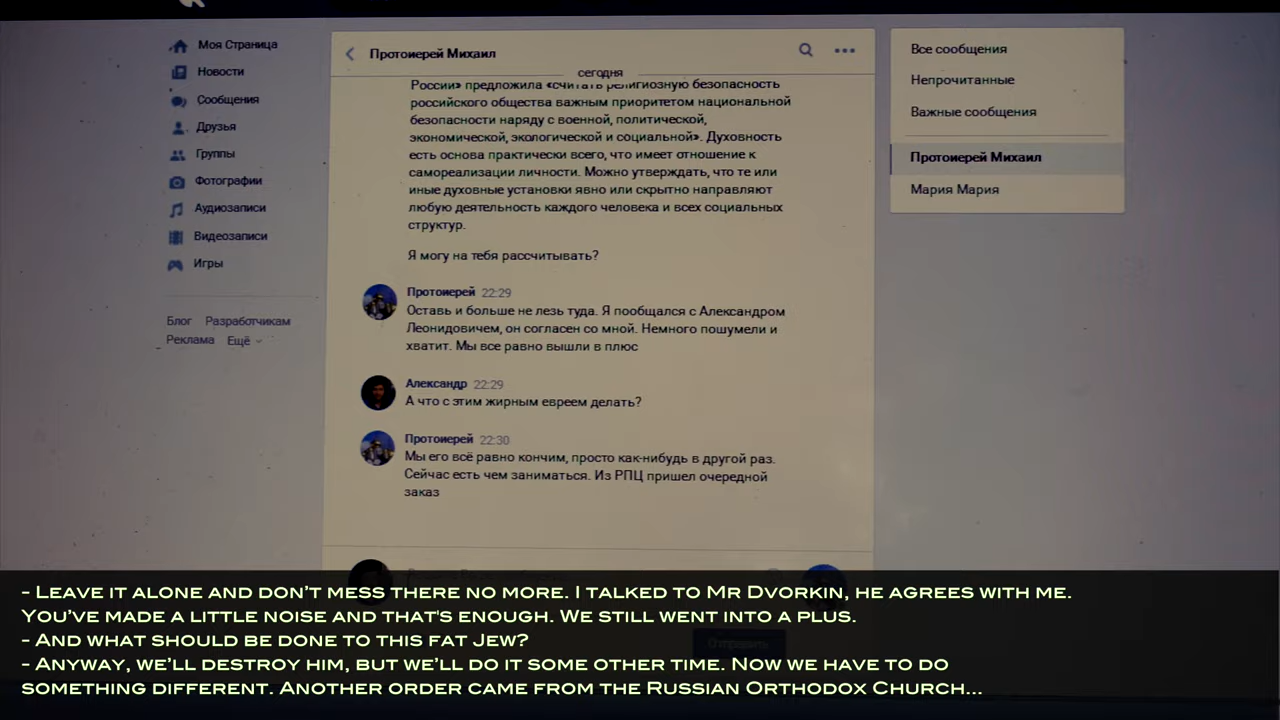 Моя Страница
Новости
Сообщения
Друзья
Группы
Фотографии
Аудиозаписи
Видеозаписи
Игры
Блог Разработчикам
Реклама Ещё
Протоиерей Михаил
сегодня
России» предложила «считать религиозную безопасность
российского общества важным приоритетом национальной
безопасности наряду с военной, политической,
экономической, экологической и социальной». Духовность
есть основа практически всего, что имеет отношение к
самореализации личности. Можно утверждать, что те или
иные духовные установки явно или скрытно направляют
любую деятельность каждого человека и всех социальных
структур.
Я могу на тебя рассчитывать?
Протоиерей 22:29
Оставь и больше не лезь туда. Я пообщался с Александром
Леонидовичем, он согласен со мной. Немного пошумели и
хватит. Мы все равно вышли в плюс
Александр 22:29
А что с этим жирным евреем делать?
Протоиерей 22:30
Мы его всё равно кончим, просто как-нибудь в другой раз.
Сейчас есть чем заниматься. Из РПЦ пришел очередной
заказ
Отправить
Все сообщения
Непрочитанные
Важные сообщения
Протоиерей Михаил
Мария Мария
- Leave it alone and don't mess there no more. I talked to Mr Dvorkin, he agrees with me.
You've made a little noise and that's enough. We still went into a plus.
- And what should be done to this fat Jew?
- Anyway, we'll destroy him, but we'll do it some other time. Now we have to do
something different. Another order came from the Russian Orthodox Church...